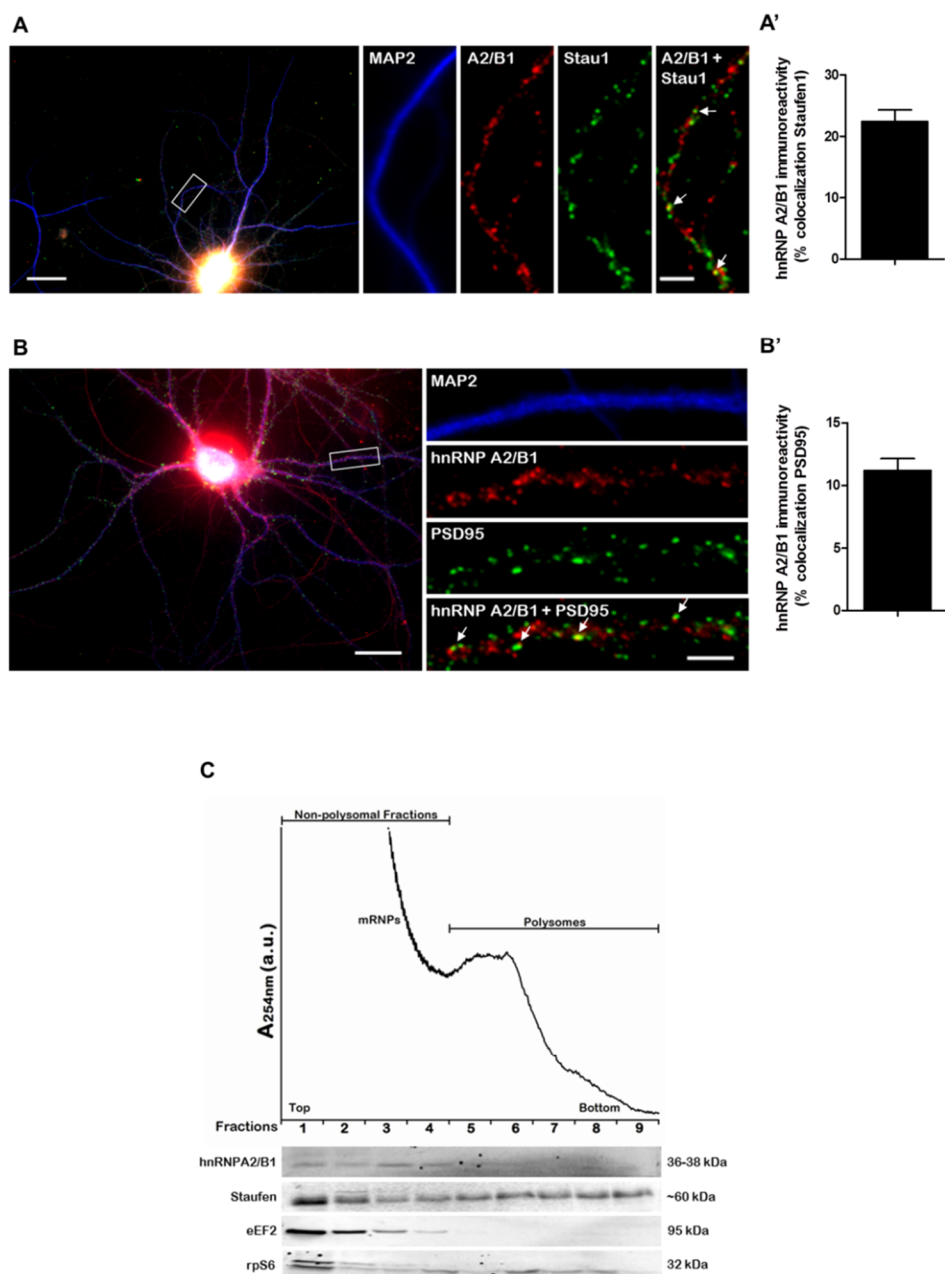 A
MAP2
A2/B1
Stau1
A2/B1 +
Stau1
A'
hnRNP A2/B1 immunoreactivity
(% colocalization Staufen1)
30
20
10
0
B
MAP2
hnRNP A2/B1
PSD95
hnRNP A2/B1 + PSD95
B'
hnRNP A2/B1 immunoreactivity
(% colocalization PSD95)
15
10
5
0
C
Non-polysomal Fractions
mRNPs
Polysomes
A254nm (a.u.)
Top
Bottom
Fractions
1 2 3 4 5 6 7 8 9
hnRNPA2/B1
36-38 kDa
Staufen
~60 kDa
eEF2
95 kDa
rpS6
32 kDa